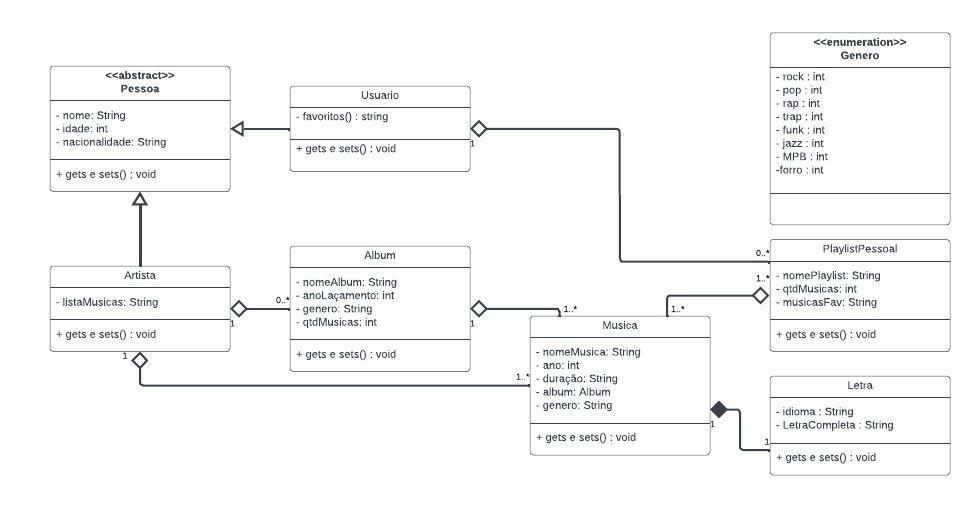 <<abstract>>
Pessoa
- nome: String
- idade: int
- nacionalidade: String
+ gets e sets() ; void
Usuario
- favoritos() : string
+ gets e sets() : void
1
<<enumeration>>
Genero
- rock : int
- pop : int
- rap : int
- trap : int
- funk : int
- jazz : int
- MPB : int
-forro : int
Artista
- listaMusicas: String
+ gets e sets() : void
1
0..*
1
1..*
Album
- nomeAlbum: String
- anoLaçamento: int
- genero: String
- qtdMusicas: int
+ gets e sets() : void
1
1..*
Musica
- nomeMusica: String
- ano: int
- duração: String
- album: Album
- genero: String
+ gets e sets() : void
1..*
1..*
0..*
PlaylistPessoal
- nomePlaylist: String
- qtdMusicas: int
- musicasFav: String
+ gets e sets() : void
1
1
Letra
- idioma : String
- LetraCompleta : String
+ gets e sets() : void